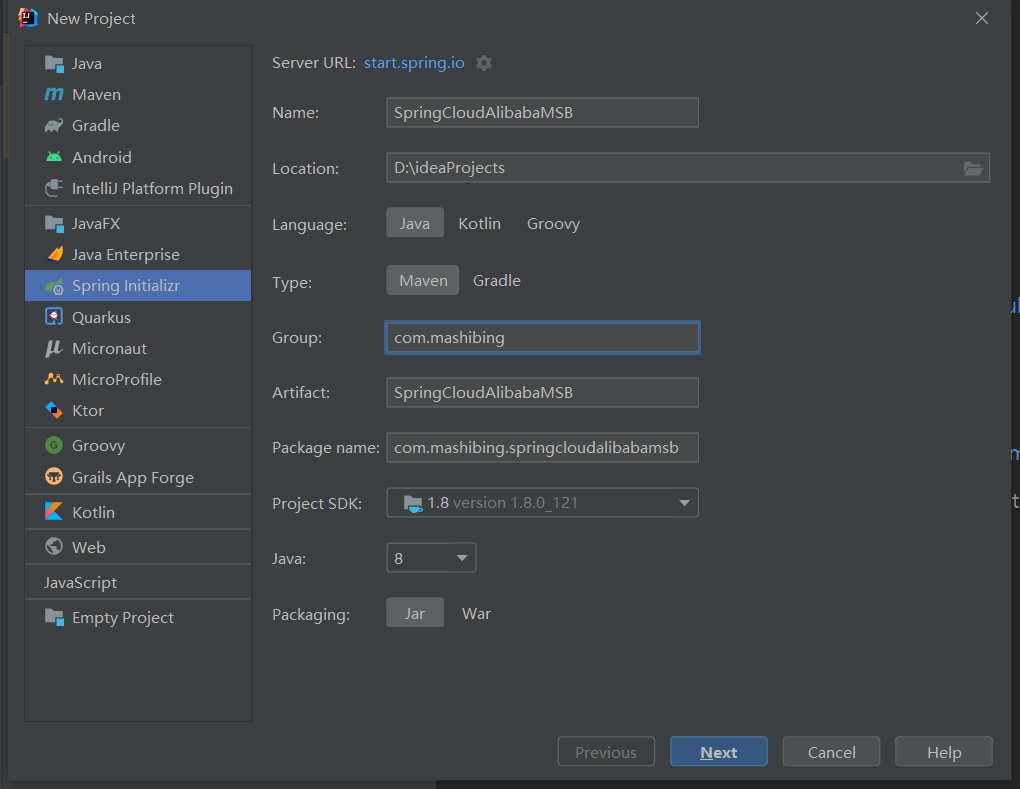 New Project
Java
Maven
Gradle
Android
IntelliJ Platform Plugin
JavaFX
Java Enterprise
Spring Initializr
Quarkus
Micronaut
MicroProfile
Ktor
Groovy
Grails App Forge
Kotlin
Web
JavaScript
Empty Project
Server URL: start.spring.io
Name: SpringCloudAlibabaMSB
Location: D:\ideaProjects
Language: Java Kotlin Groovy
Type: Maven Gradle
Group: com.mashibing
Artifact: SpringCloudAlibabaMSB
Package name: com.mashibing.springcloudalibabamsb
Project SDK: 1.8 version 1.8.0_121
Java: 8
Packaging: Jar War
Previous Next Cancel Help